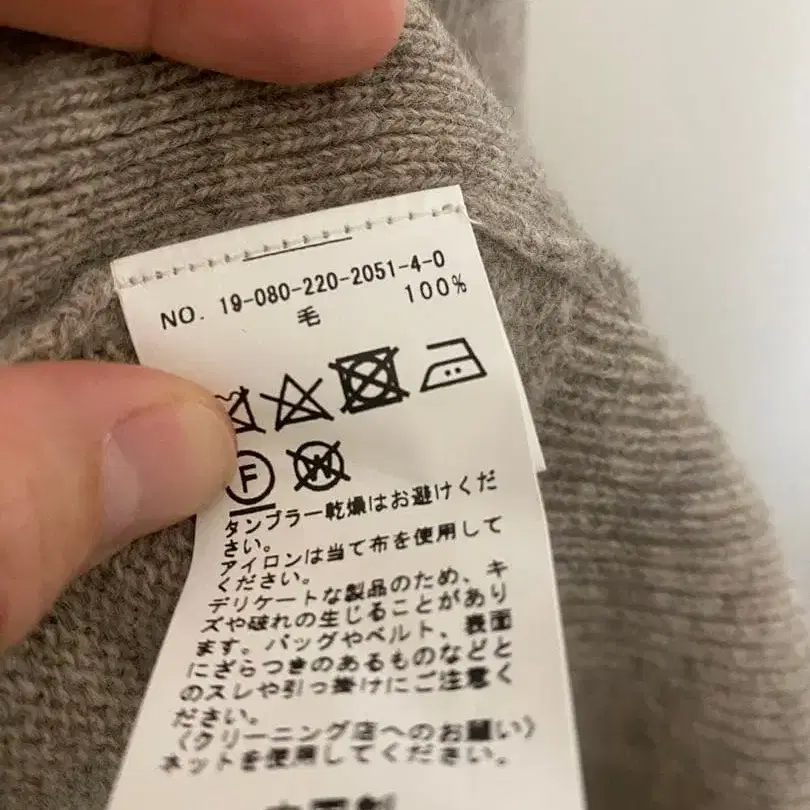 NO. 19-080-220-2051-4-0
毛 100%
F W
タンブラー乾燥はお避けくだ
さい。
アイロンは当て布を使用して
ください。
デリケートな製品のため、キ
ズや破れの生じることがあり
ます。バッグやベルト、表面
にざらつきのあるものなどと
のスレや引っ掛けにご注意く
ださい。
〈クリーニング店へのお願い〉
ネットを使用してください。